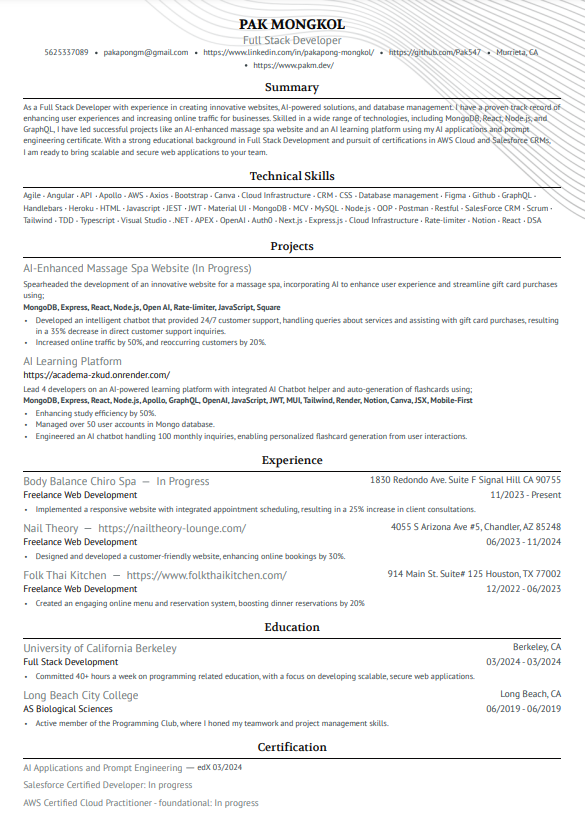 PAK MONGKOL
Full Stack Developer
5625337089 • pakapongm@gmail.com • https://www.linkedin.com/in/pakapong-mongkol/ • https://github.com/Pak547 • Murrieta, CA
• https://www.pakm.dev/
Summary
As a Full Stack Developer with experience in creating innovative websites, AI-powered solutions, and database management. I have a proven track record of
enhancing user experiences and increasing online traffic for businesses. Skilled in a wide range of technologies, including MongoDB, React, Node.js, and
GraphQL, I have led successful projects like an AI-enhanced massage spa website and an AI learning platform using my AI applications and prompt
engineering certificate. With a strong educational background in Full Stack Development and pursuit of certifications in AWS Cloud and Salesforce CRMs,
I am ready to bring scalable and secure web applications to your team.
Technical Skills
Agile · Angular · API · Apollo · AWS · Axios · Bootstrap · Canva · Cloud Infrastructure · CRM · CSS · Database management · Figma · Github · GraphQL ·
Handlebars · Heroku · HTML · Javascript · JEST · JWT · Material UI · MongoDB · MCV · MySQL · Node.js · OOP · Postman · Restful · SalesForce CRM · Scrum ·
Tailwind · TDD · Typescript · Visual Studio · .NET · APEX · OpenAI · Auth0 · Next.js · Express.js · Cloud Infrastructure · Rate-limiter · Notion · React · DSA
Projects
AI-Enhanced Massage Spa Website (In Progress)
Spearheaded the development of an innovative website for a massage spa, incorporating AI to enhance user experience and streamline gift card purchases
using;
MongoDB, Express, React, Node.js, Open AI, Rate-limiter, JavaScript, Square
• Developed an intelligent chatbot that provided 24/7 customer support, handling queries about services and assisting with gift card purchases, resulting
in a 35% decrease in direct customer support inquiries.
• Increased online traffic by 50%, and reoccurring customers by 20%.
AI Learning Platform
https://academa-zkud.onrender.com/
Lead 4 developers on an AI-powered learning platform with integrated AI Chatbot helper and auto-generation of flashcards using;
MongoDB, Express, React, Node.js, Apollo, GraphQL, OpenAI, JavaScript, JWT, MUI, Tailwind, Render, Notion, Canva, JSX, Mobile-First
• Enhancing study efficiency by 50%.
• Managed over 50 user accounts in Mongo database.
• Engineered an AI chatbot handling 100 monthly inquiries, enabling personalized flashcard generation from user interactions.
Experience
Body Balance Chiro Spa — In Progress 1830 Redondo Ave. Suite F Signal Hill CA 90755
Freelance Web Development 11/2023 - Present
• Implemented a responsive website with integrated appointment scheduling, resulting in a 25% increase in client consultations.
Nail Theory — https://nailtheory-lounge.com/ 4055 S Arizona Ave #5, Chandler, AZ 85248
Freelance Web Development 06/2023 - 11/2024
• Designed and developed a customer-friendly website, enhancing online bookings by 30%.
Folk Thai Kitchen — https://www.folkthaikitchen.com/ 914 Main St. Suite# 125 Houston, TX 77002
Freelance Web Development 12/2022 - 06/2023
• Created an engaging online menu and reservation system, boosting dinner reservations by 20%
Education
University of California Berkeley Berkeley, CA
Full Stack Development 03/2024 - 03/2024
• Committed 40+ hours a week on programming related education, with a focus on developing scalable, secure web applications.
Long Beach City College Long Beach, CA
AS Biological Sciences 06/2019 - 06/2019
• Active member of the Programming Club, where I honed my teamwork and project management skills.
Certification
AI Applications and Prompt Engineering — edX 03/2024
Salesforce Certified Developer: In progress
AWS Certified Cloud Practitioner - foundational: In progress